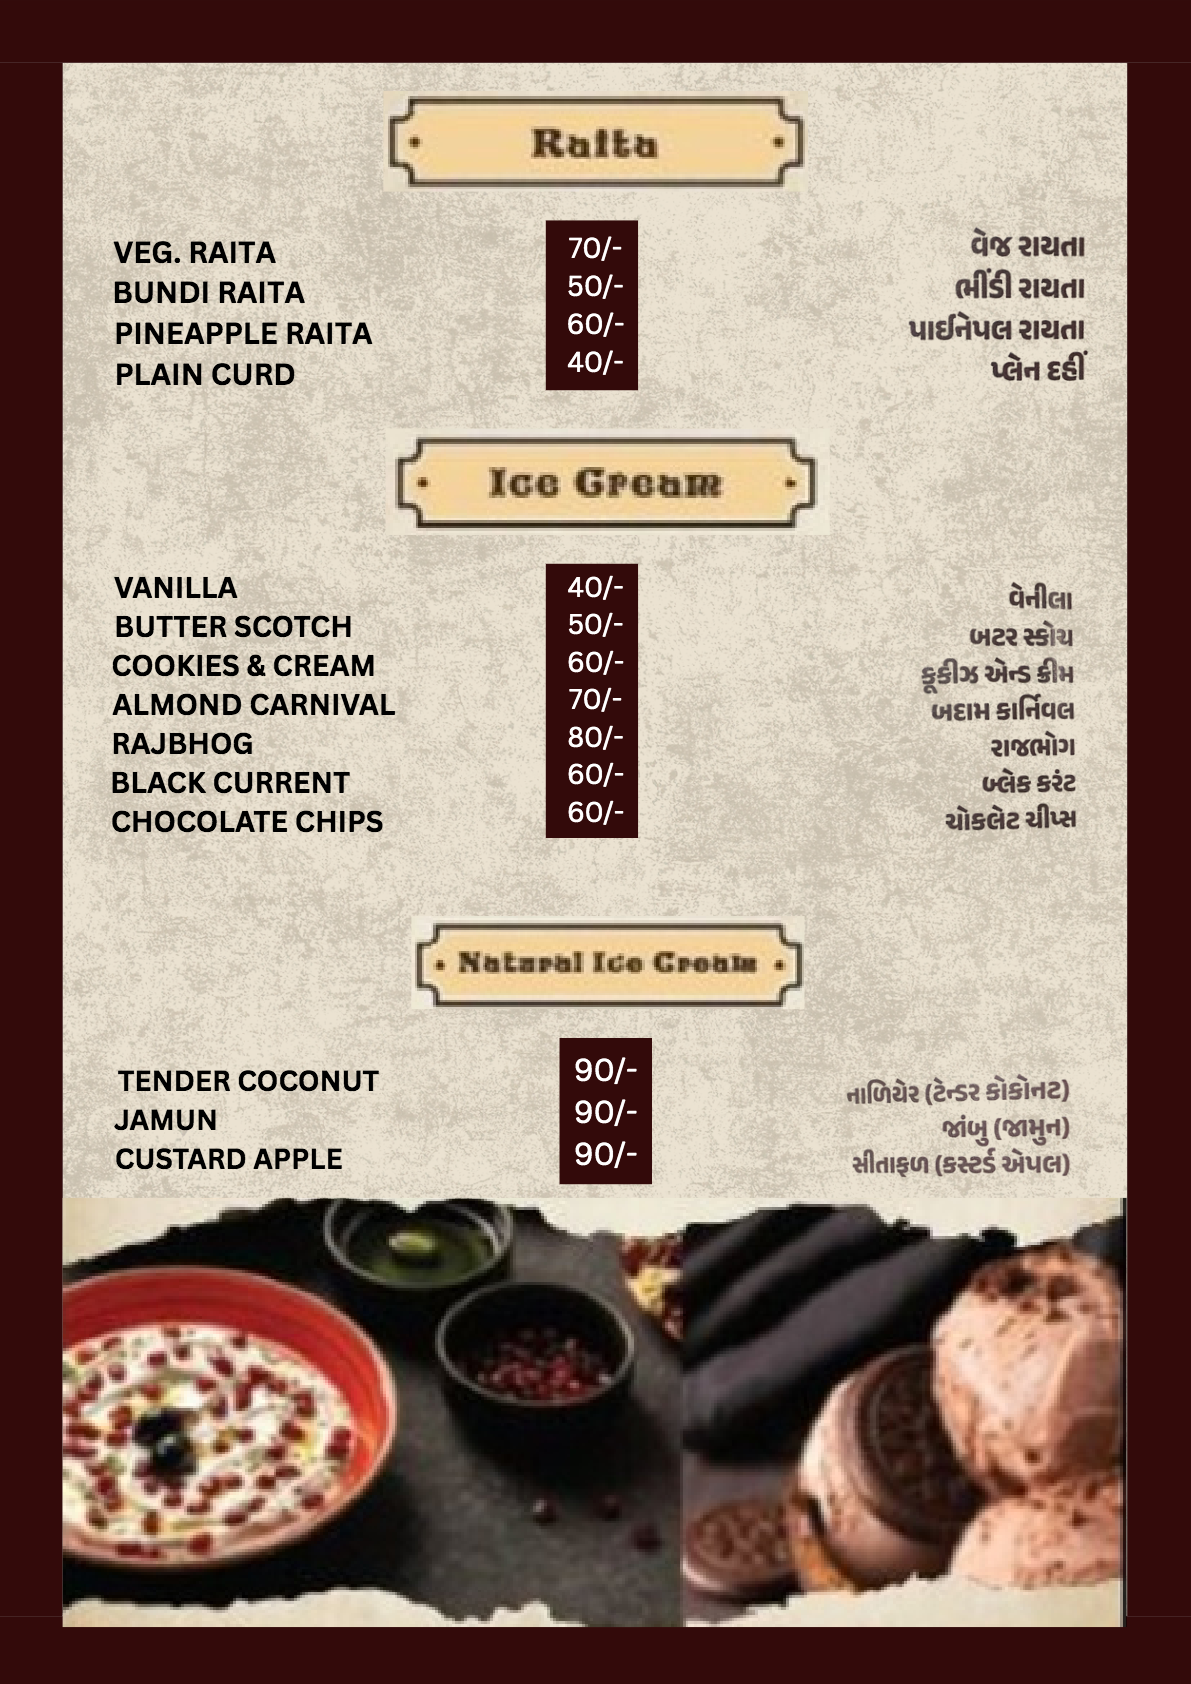 Raita
VEG. RAITA 70/- વેજ રાયતા
BUNDI RAITA 50/- ભીંડી રાયતા
PINEAPPLE RAITA 60/- પાઈનેપલ રાયતા
PLAIN CURD 40/- પ્લેન દહીં
Ice Cream
VANILLA 40/- વેનીલા
BUTTER SCOTCH 50/- બટર સ્કોચ
COOKIES & CREAM 60/- કૂકીઝ એન્ડ ક્રીમ
ALMOND CARNIVAL 70/- બદામ કાર્નિવલ
RAJBHOG 80/- રાજભોગ
BLACK CURRENT 60/- બ્લેક કરંટ
CHOCOLATE CHIPS 60/- ચોકલેટ ચીપ્સ
Natural Ice Cream
TENDER COCONUT 90/- નાળિયેર (ટેન્ડર કોકોનટ)
JAMUN 90/- જાંબુ (જામુન)
CUSTARD APPLE 90/- સીતાફળ (કસ્ટર્ડ એપલ)